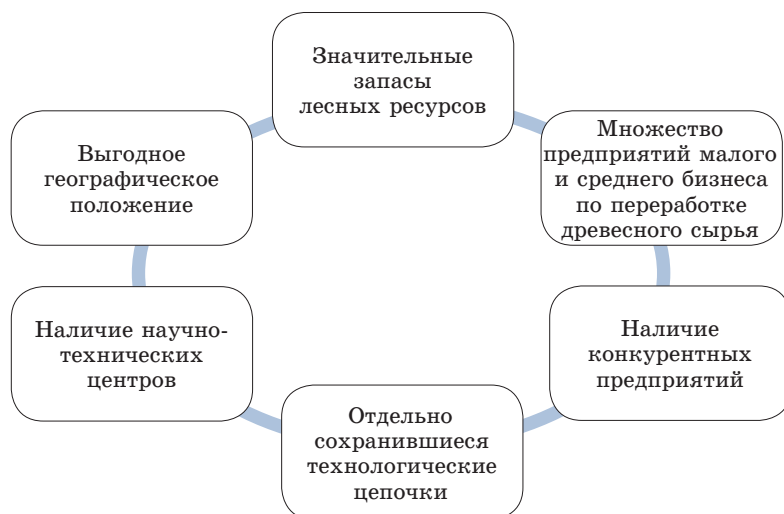 Значительные
запасы
лесных ресурсов
Множество
предприятий малого
и среднего бизнеса
по переработке
древесного сырья
Наличие
конкурентных
предприятий
Отдельно
сохранившиеся
технологические
цепочки
Наличие научно-
технических
центров
Выгодное
географическое
положение